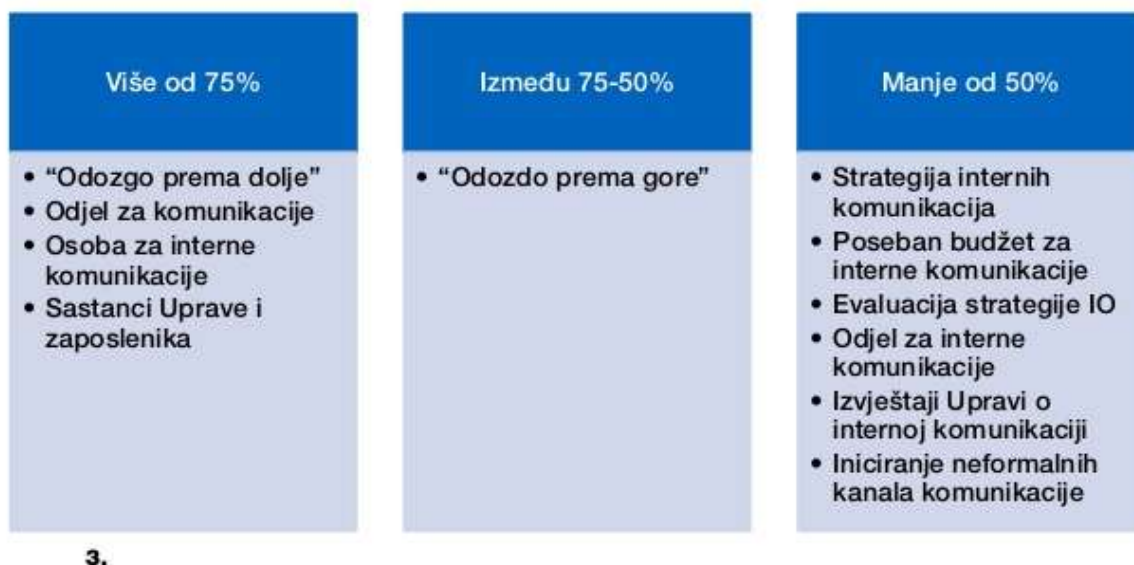 Više od 75%
• “Odozgo prema dolje”
• Odjel za komunikacije
• Osoba za interne
komunikacije
• Sastanci Uprave i
zaposlenika
Između 75-50%
• “Odozdo prema gore”
Manje od 50%
• Strategija internih
komunikacija
• Poseban budžet za
interne komunikacije
• Evaluacija strategije IO
• Odjel za interne
komunikacije
• Izvještaji Upravi o
internoj komunikaciji
• Iniciranje neformalnih
kanala komunikacije
3.